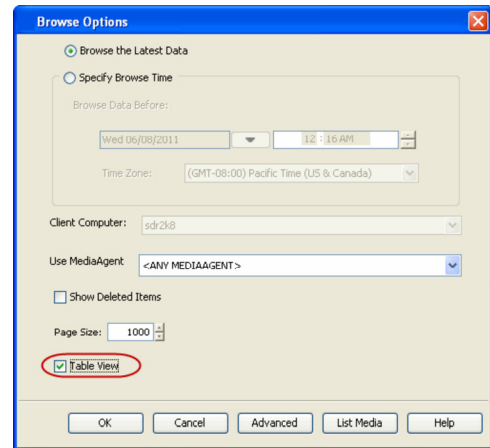 Browse Options
Browse the Latest Data
Specify Browse Time
Browse Data Before:
Wed 06/08/2011 12 : 16 AM
Time Zone: (GMT-08:00) Pacific Time (US & Canada)
Client Computer: sdr2k8
Use MediaAgent <ANY MEDIAAGENT>
Show Deleted Items
Page Size: 1000
Table View
OK Cancel Advanced List Media Help